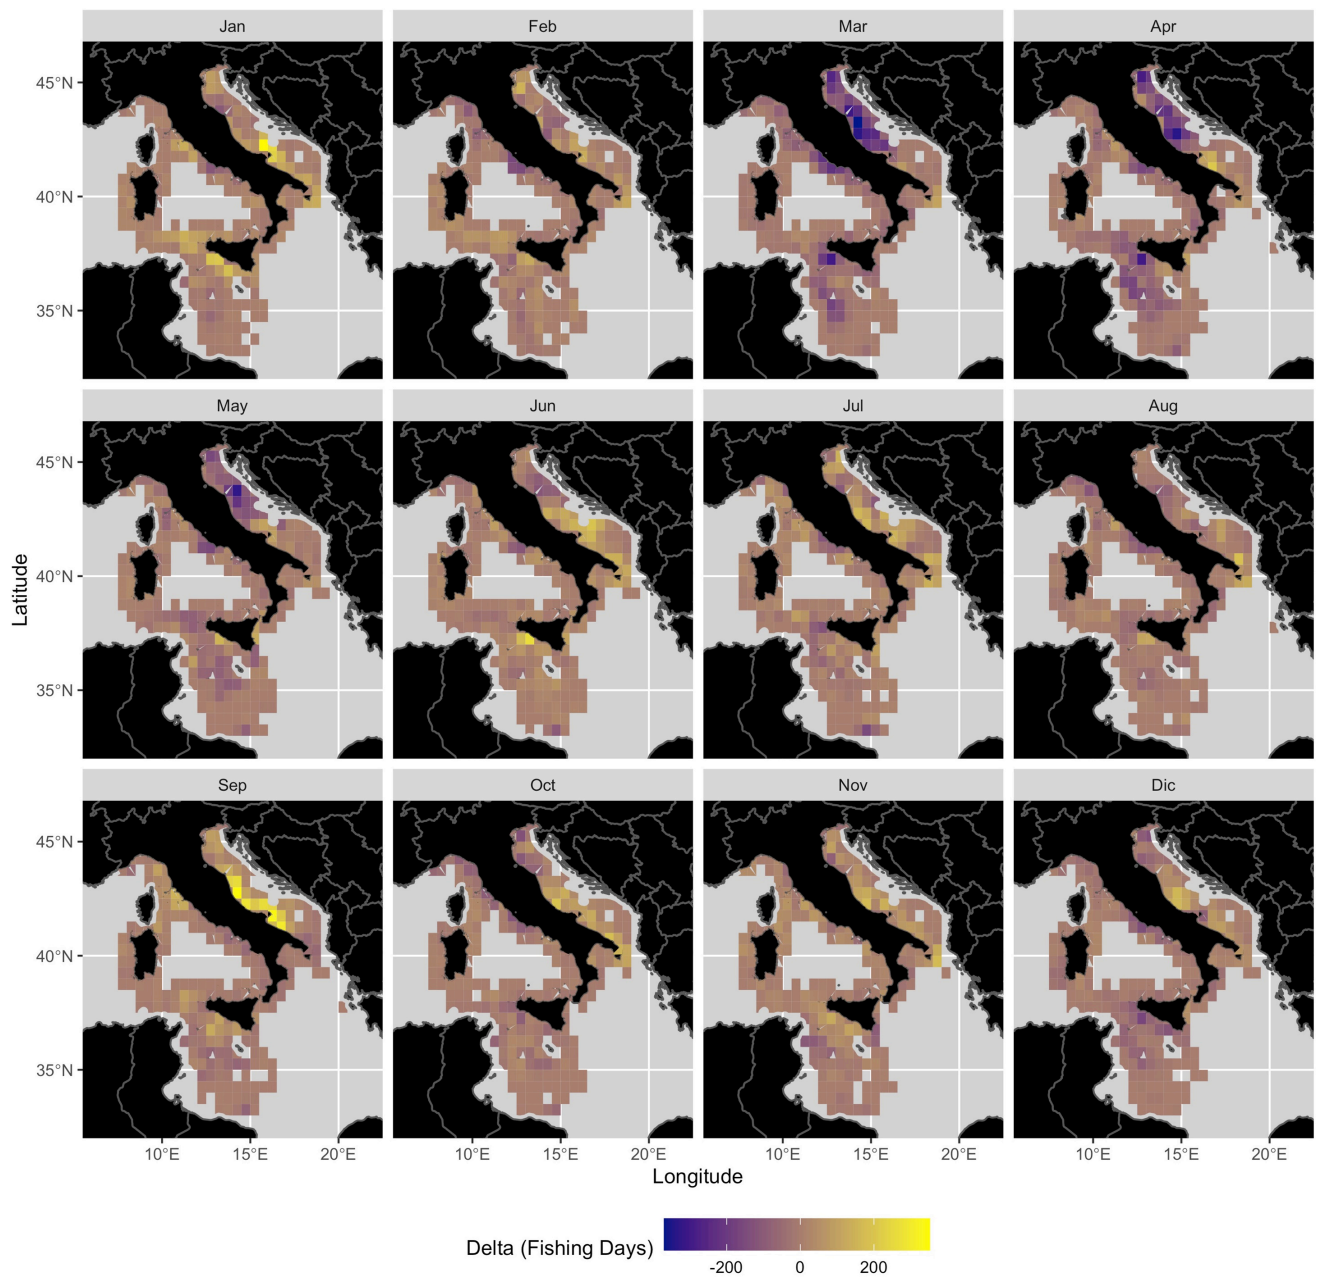 Jan Feb Mar Apr
45°N
40°N
35°N
May Jun Jul Aug
45°N
40°N
35°N
Latitude
Sep Oct Nov Dic
45°N
40°N
35°N
10°E 15°E 20°E 10°E 15°E 20°E 10°E 15°E 20°E 10°E 15°E 20°E
Longitude
Delta (Fishing Days)
-200 0 200